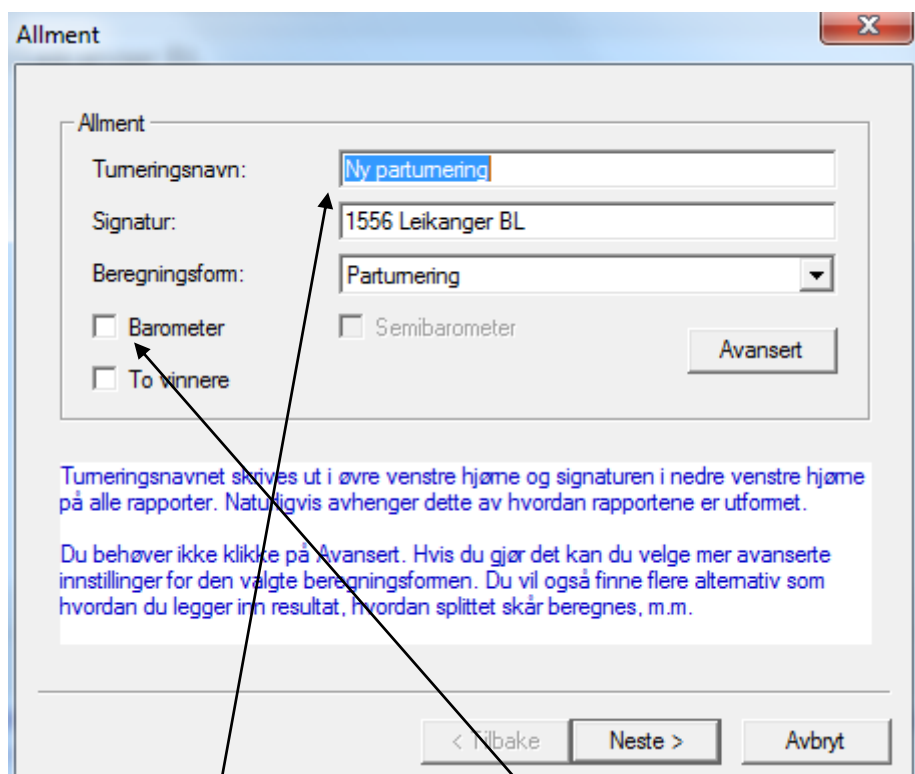 Allment
X
Allment
Turneringsnavn:
Ny parturnering
Signatur:
1556 Leikanger BL
Beregningsform:
Parturnering
Barometer
Semibarometer
Avansert
To vinnere
Turneringsnavnet skrives ut i øvre venstre hjørne og signaturen i nedre venstre hjørne
på alle rapporter. Naturligvis avhenger dette av hvordan rapportene er utformet.
Du behøver ikke klikke på Avansert. Hvis du gjør det kan du velge mer avanserte
innstillinger for den valgte beregningsformen. Du vil også finne flere alternativ som
hvordan du legger inn resultat, hvordan splittet skår beregnes, m.m.
< Tilbake
Neste >
Avbryt